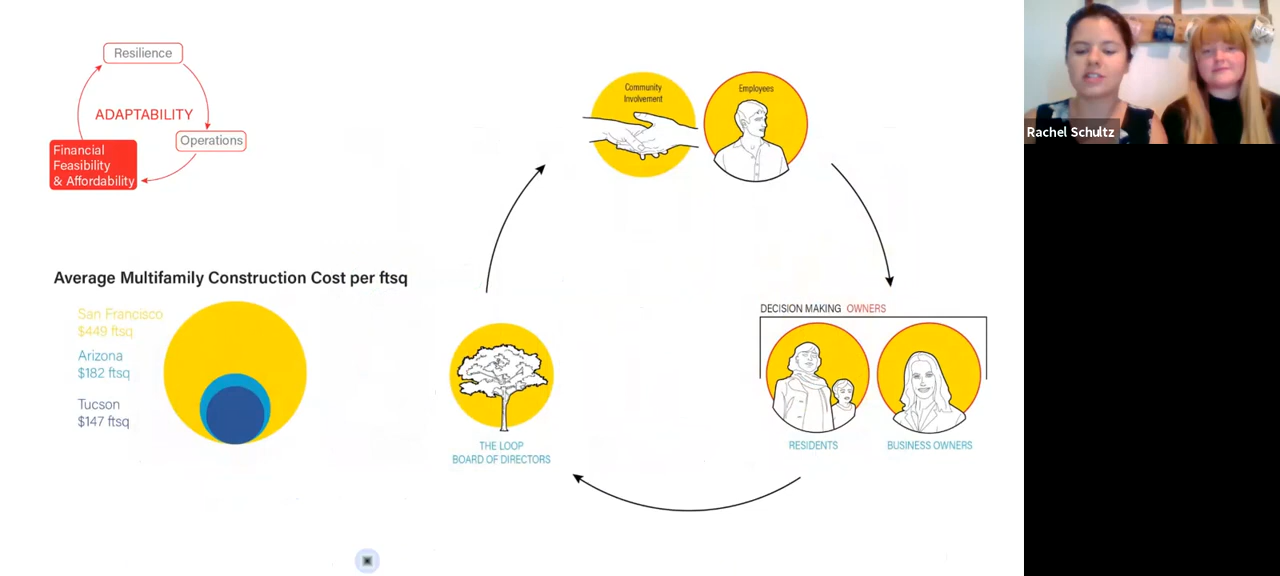 Resilience
ADAPTABILITY
Operations
Financial
Feasibility
& Affordability
Average Multifamily Construction Cost per ftsq
San Francisco
$449 ftsq
Arizona
$182 ftsq
Tucson
$147 ftsq
Community
Involvement
Employees
DECISION MAKING OWNERS
RESIDENTS
BUSINESS OWNERS
THE LOOP
BOARD OF DIRECTORS
Rachel Schultz